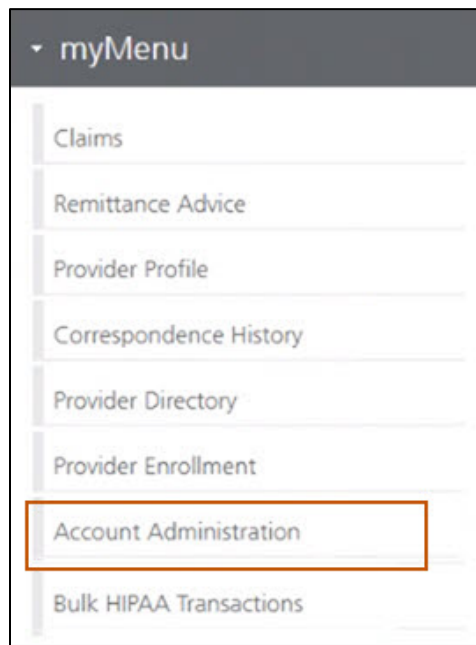 myMenu
Claims
Remittance Advice
Provider Profile
Correspondence History
Provider Directory
Provider Enrollment
Account Administration
Bulk HIPAA Transactions